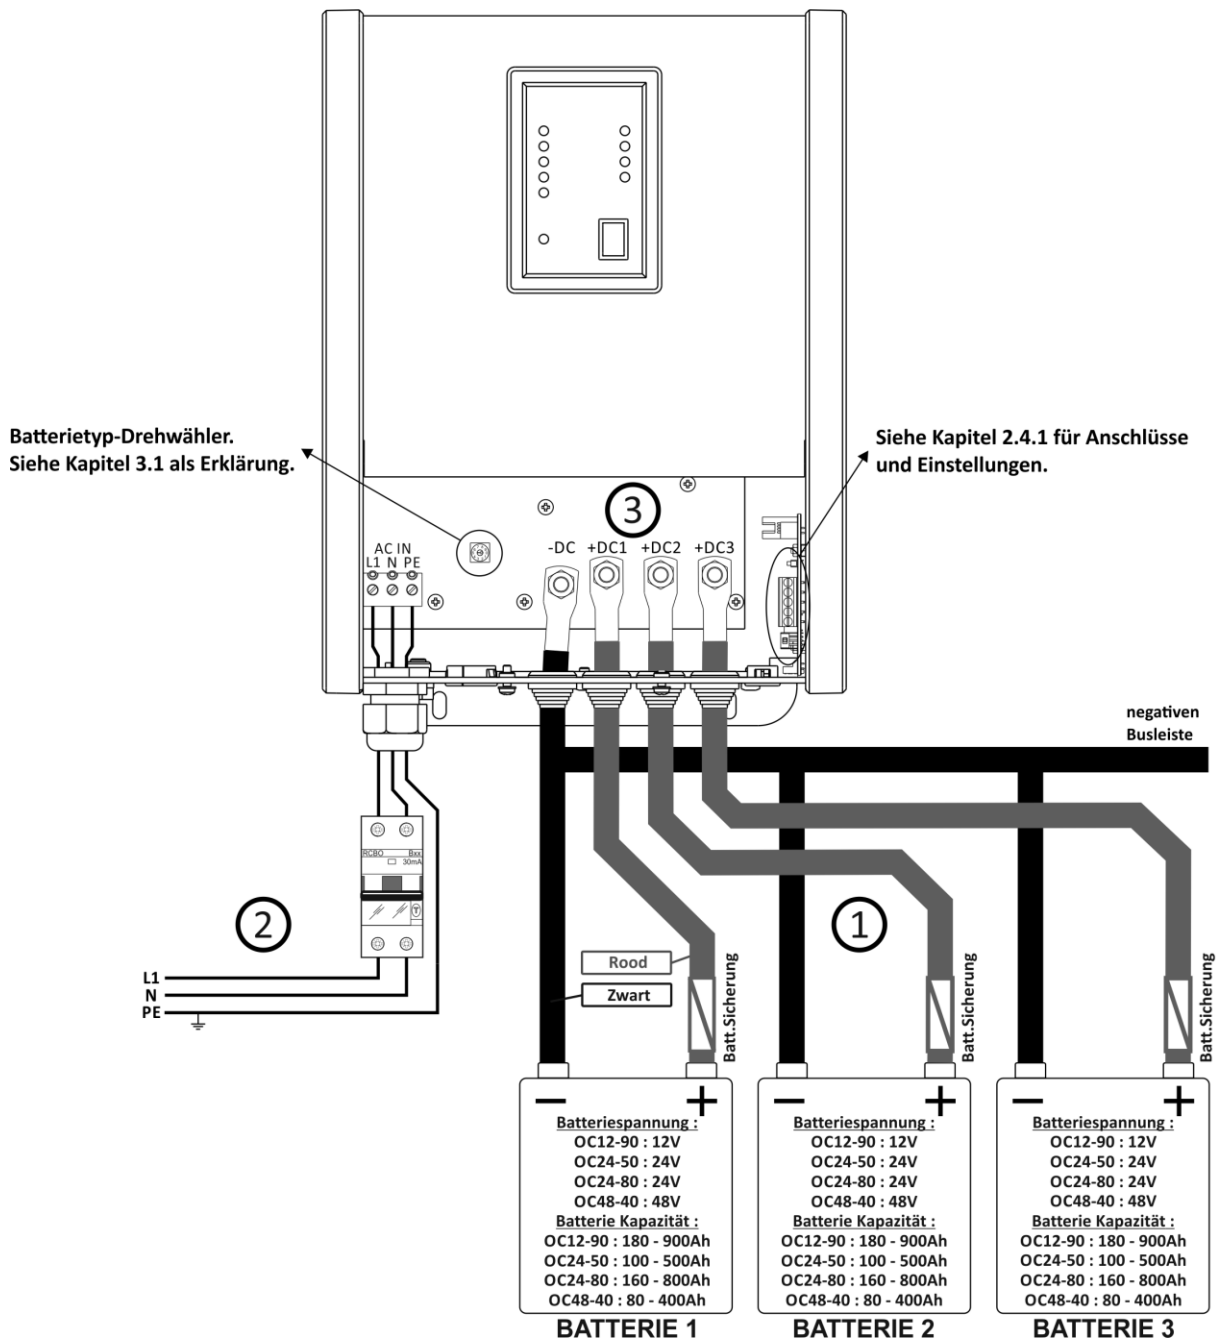 Batterietyp-Drehwähler.
Siehe Kapitel 3.1 als Erklärung.
Siehe Kapitel 2.4.1 für Anschlüsse
und Einstellungen.
3
AC IN
L1 N PE
-DC +DC1 +DC2 +DC3
negativen
Busleiste
RCBO Bxx
30mA
T
2
1
L1
N
PE
Rood
Zwart
Batt.Sicherung
Batt.Sicherung
Batt.Sicherung
− +
Batteriespannung :
OC12-90 : 12V
OC24-50 : 24V
OC24-80 : 24V
OC48-40 : 48V
Batterie Kapazität :
OC12-90 : 180 - 900Ah
OC24-50 : 100 - 500Ah
OC24-80 : 160 - 800Ah
OC48-40 : 80 - 400Ah
BATTERIE 1
− +
Batteriespannung :
OC12-90 : 12V
OC24-50 : 24V
OC24-80 : 24V
OC48-40 : 48V
Batterie Kapazität :
OC12-90 : 180 - 900Ah
OC24-50 : 100 - 500Ah
OC24-80 : 160 - 800Ah
OC48-40 : 80 - 400Ah
BATTERIE 2
− +
Batteriespannung :
OC12-90 : 12V
OC24-50 : 24V
OC24-80 : 24V
OC48-40 : 48V
Batterie Kapazität :
OC12-90 : 180 - 900Ah
OC24-50 : 100 - 500Ah
OC24-80 : 160 - 800Ah
OC48-40 : 80 - 400Ah
BATTERIE 3